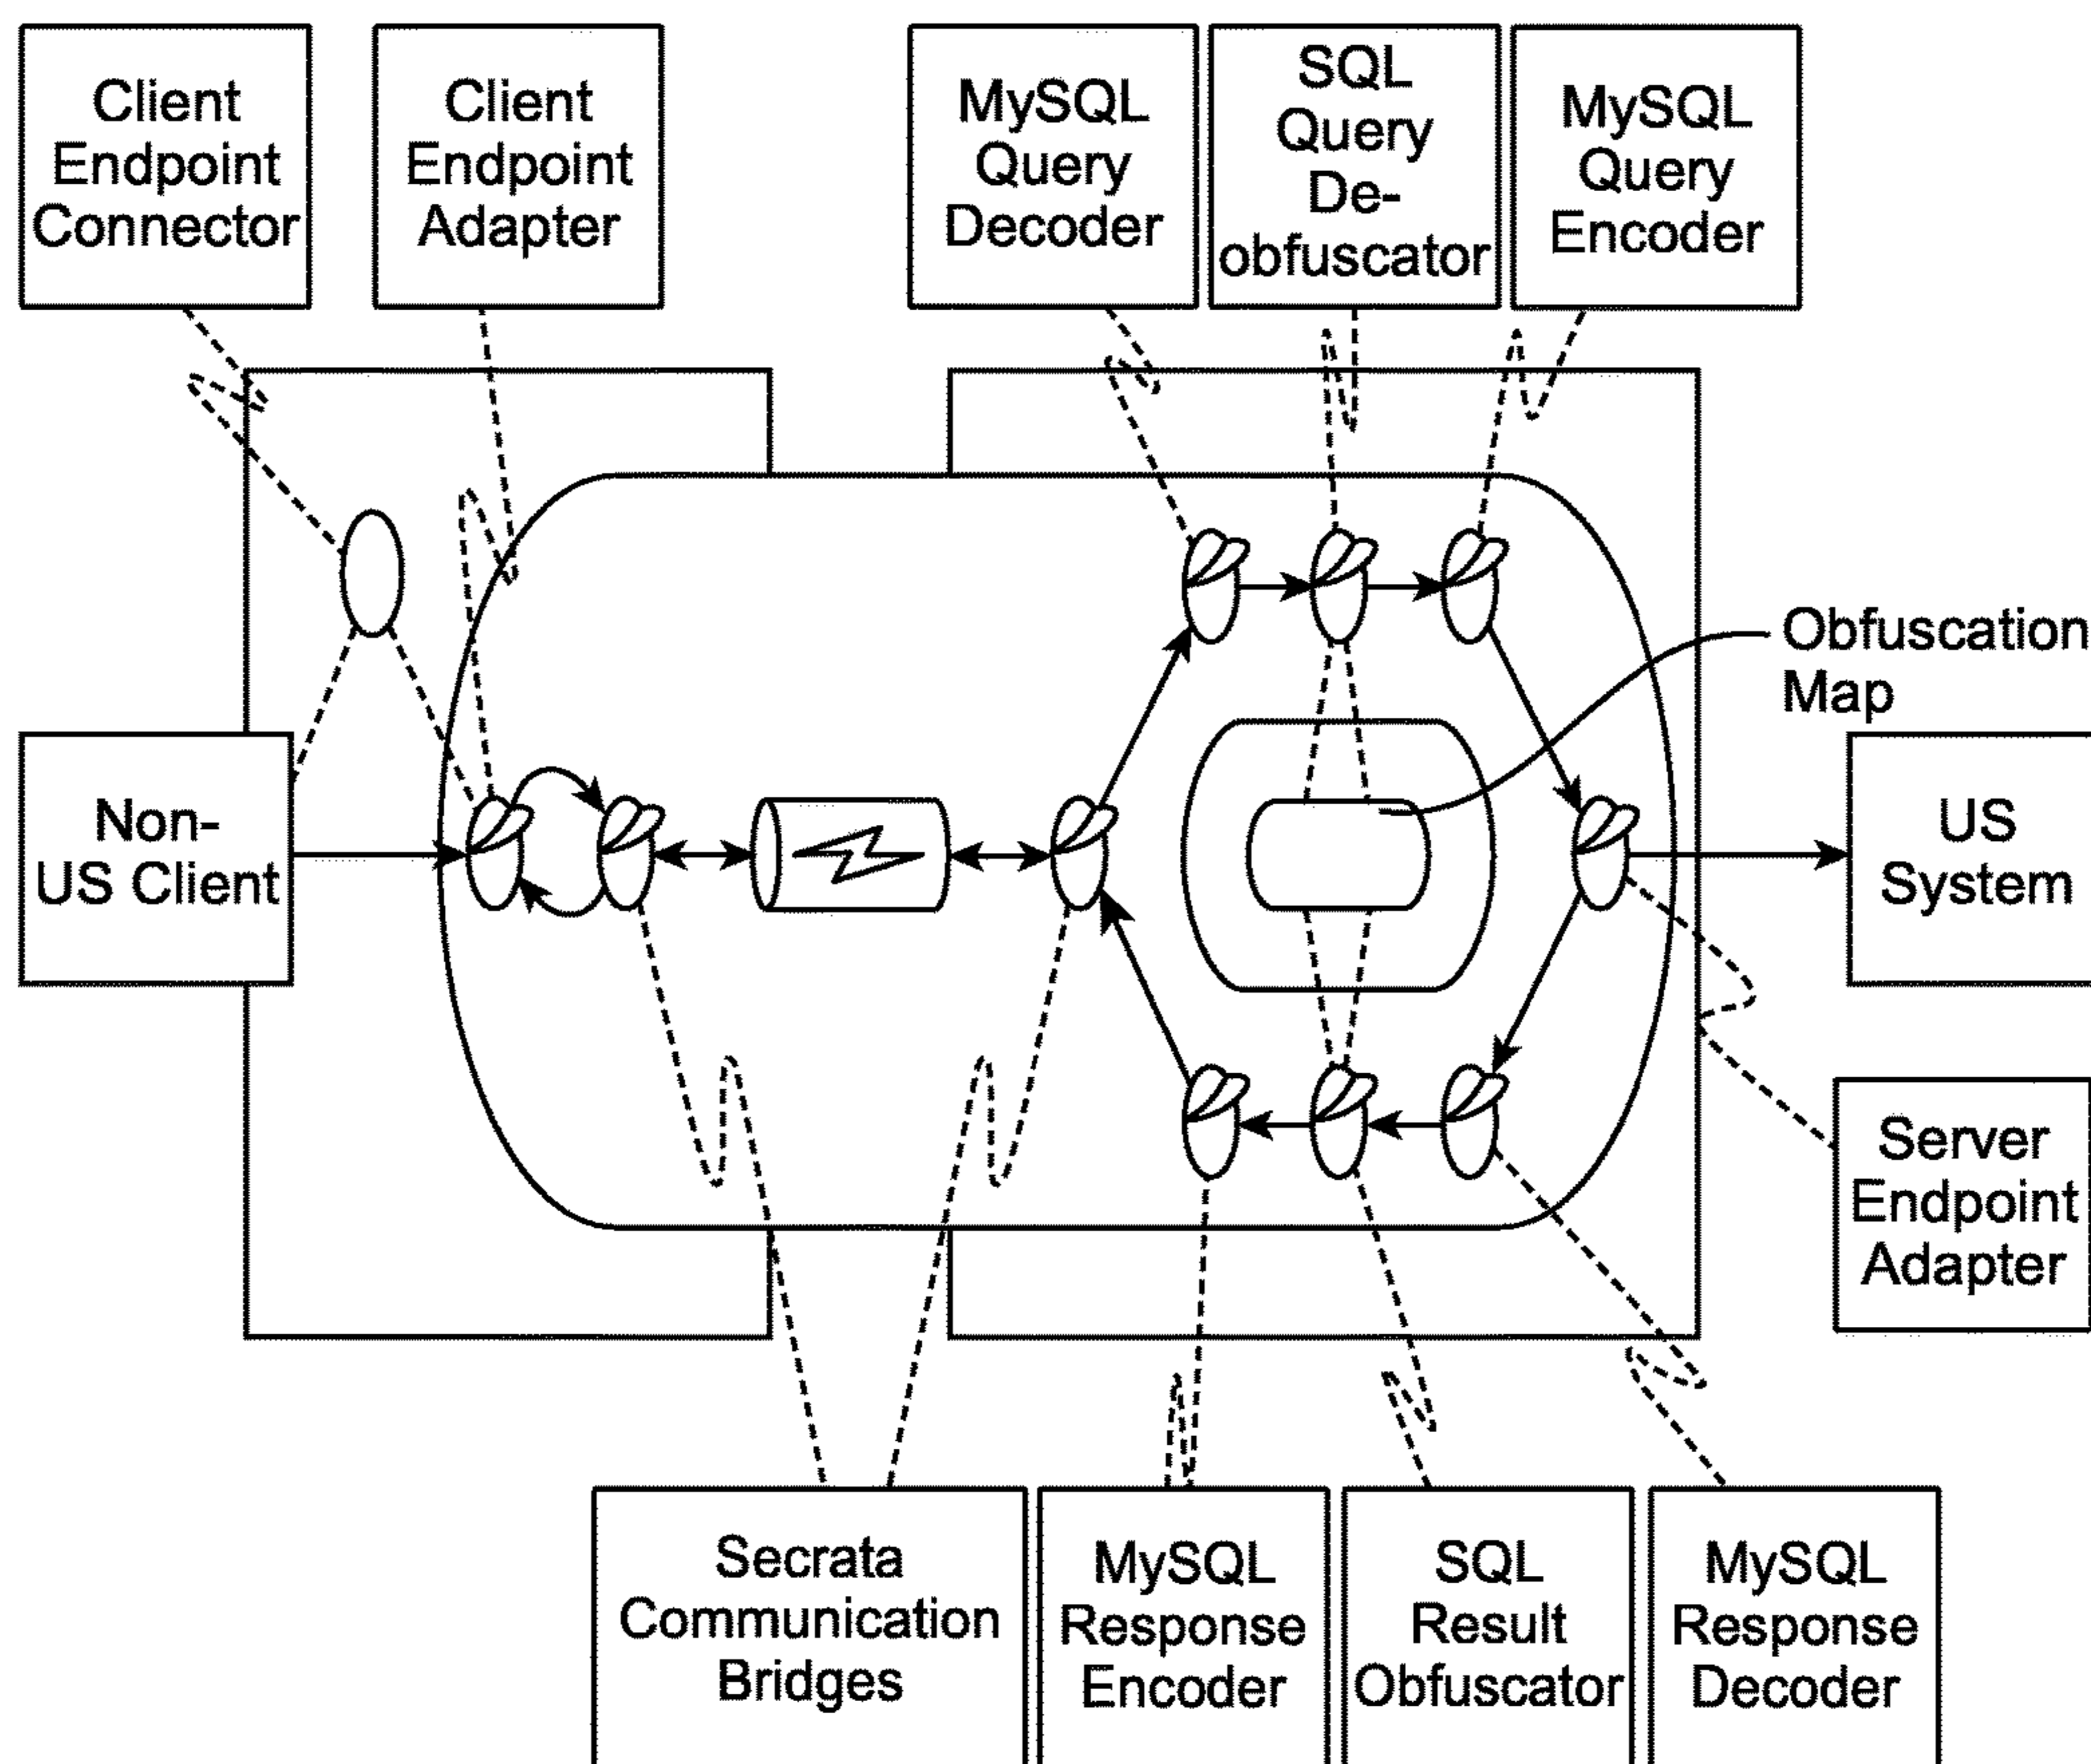 Client
Endpoint
Connector
Client
Endpoint
Adapter
MySQL
Query
Decoder
SQL
Query
De-
obfuscator
MySQL
Query
Encoder
Obfuscation
Map
Non-
US Client
US
System
Server
Endpoint
Adapter
Secrata
Communication
Bridges
MySQL
Response
Encoder
SQL
Result
Obfuscator
MySQL
Response
Decoder